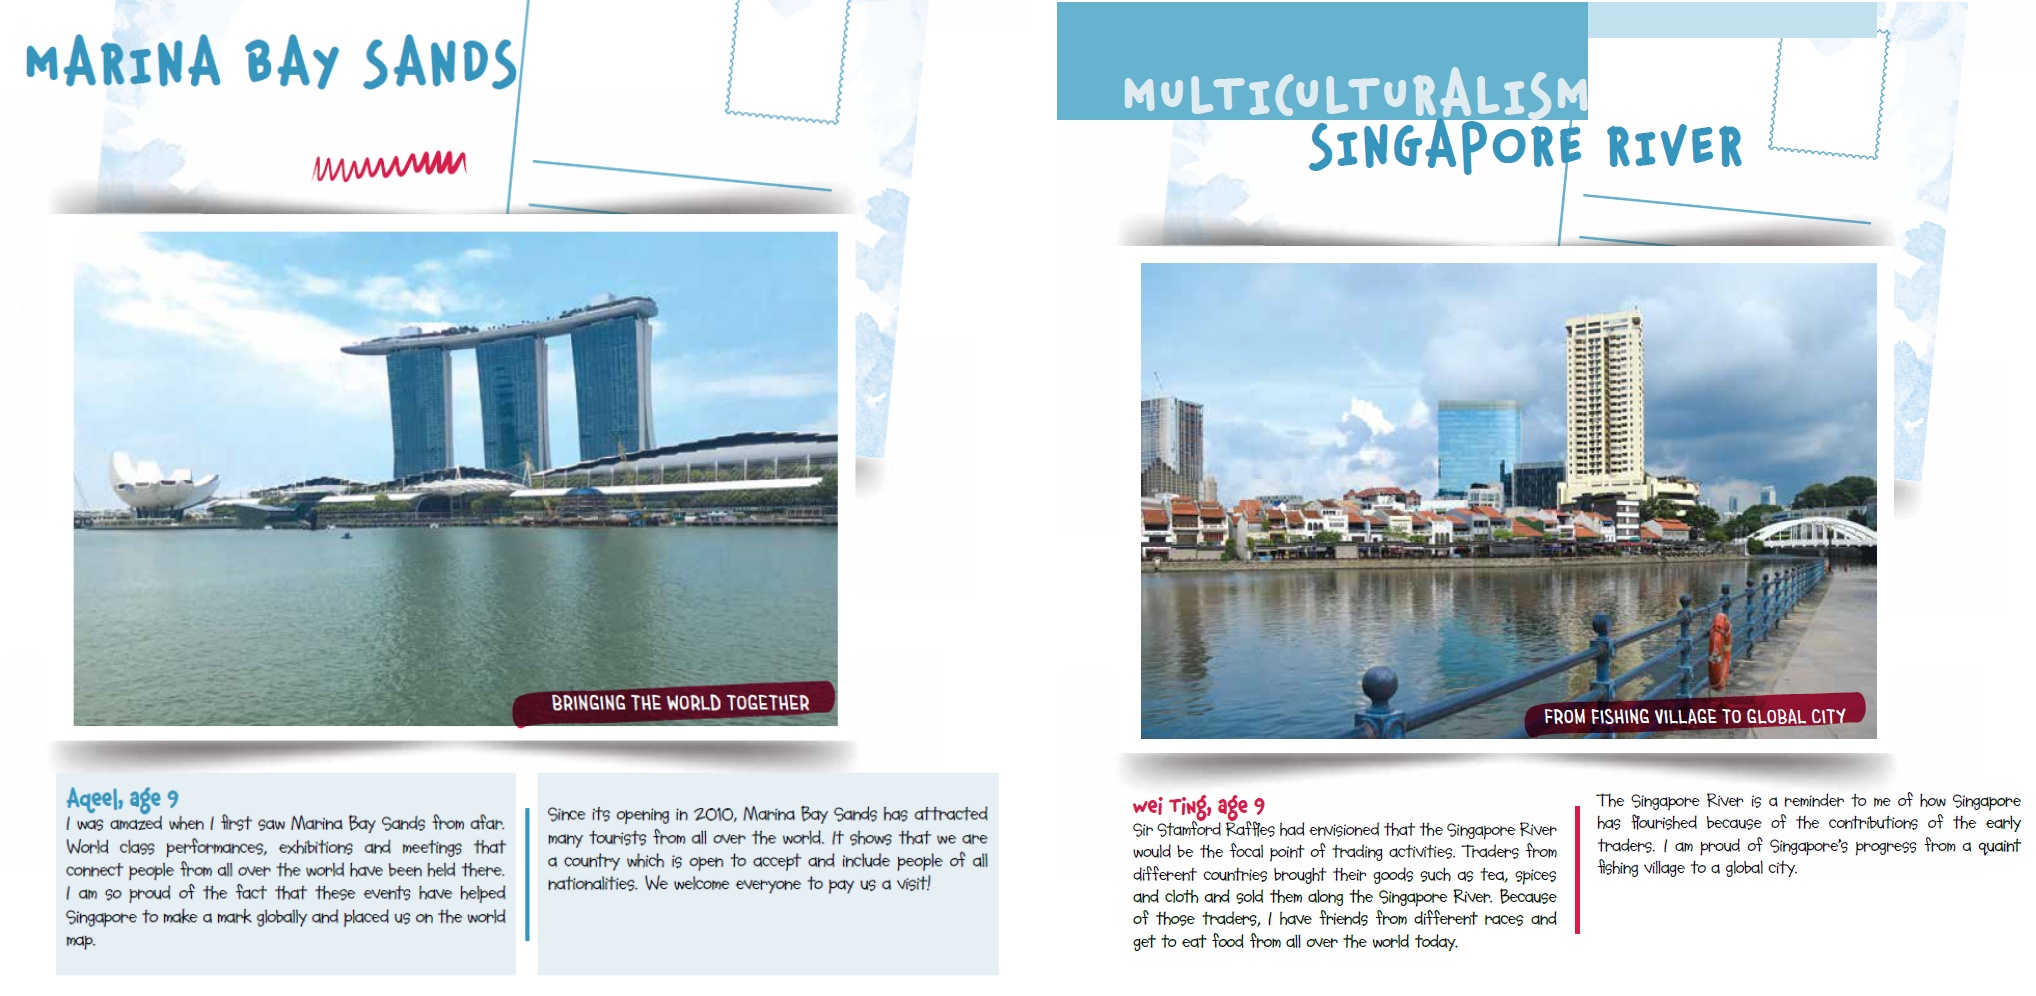 MARINA BAY SANDS
BRINGING THE WORLD TOGETHER
Aqeel, age 9
I was amazed when I first saw Marina Bay Sands from afar.
World class performances, exhibitions and meetings that
connect people from all over the world have been held there.
I am so proud of the fact that these events have helped
Singapore to make a mark globally and placed us on the world
map.
Since its opening in 2010, Marina Bay Sands has attracted
many tourists from all over the world. It shows that we are
a country which is open to accept and include people of all
nationalities. We welcome everyone to pay us a visit!
MULTICULTURALISM
SINGAPORE RIVER
FROM FISHING VILLAGE TO GLOBAL CITY
Wei Ting, age 9
Sir Stamford Raffles had envisioned that the Singapore River
would be the focal point of trading activities. Traders from
different countries brought their goods such as tea, spices
and cloth and sold them along the Singapore River. Because
of those traders, I have friends from different races and
get to eat food from all over the world today.
The Singapore River is a reminder to me of how Singapore
has flourished because of the contributions of the early
traders. I am proud of Singapore's progress from a quaint
fishing village to a global city.